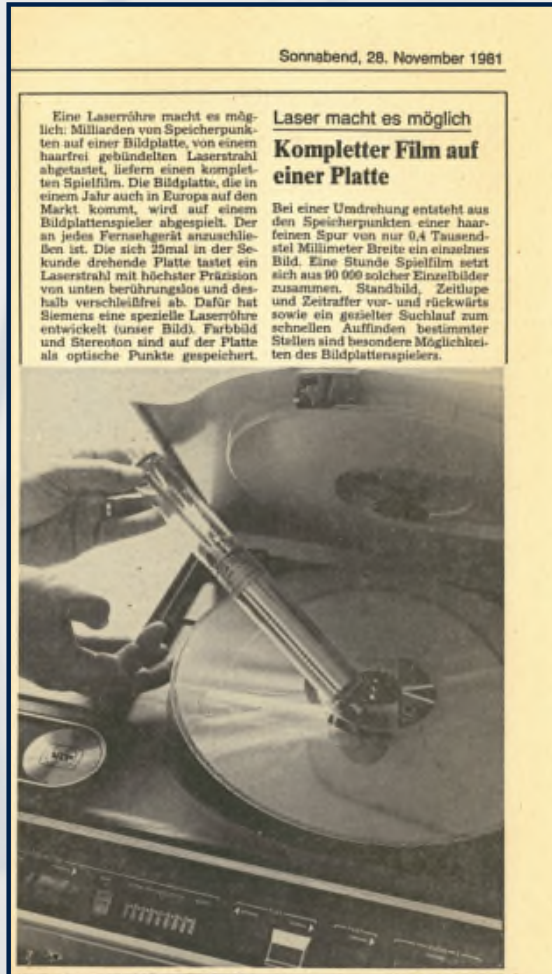 Sonnabend, 28. November 1981
Eine Laserröhre macht es mög-
lich: Milliarden von Speicherpunk-
ten auf einer Bildplatte, von einem
haarfrei gebündelten Laserstrahl
abgetastet, liefern einen komplet-
ten Spielfilm. Die Bildplatte, die in
einem Jahr auch in Europa auf den
Markt kommt, wird auf einem
Bildplattenspieler abgespielt. Der
an jedes Fernsehgerät anzuschlie-
ßen ist. Die sich 25mal in der Se-
kunde drehende Platte tastet ein
Laserstrahl mit höchster Präzision
von unten berührungslos und des-
halb verschleißfrei ab. Dafür hat
Siemens eine spezielle Laserröhre
entwickelt (unser Bild). Farbbild
und Stereoton sind auf der Platte
als optische Punkte gespeichert.
Laser macht es möglich
Kompletter Film auf
einer Platte
Bei einer Umdrehung entsteht aus
den Speicherpunkten einer haar-
feinen Spur von nur 0,4 Tausend-
stel Millimeter Breite ein einzelnes
Bild. Eine Stunde Spielfilm setzt
sich aus 90 000 solcher Einzelbilder
zusammen. Standbild, Zeitlupe
und Zeitraffer vor- und rückwärts
sowie ein gezielter Suchlauf zum
schnellen Auffinden bestimmter
Stellen sind besondere Möglichkei-
ten des Bildplattenspielers.